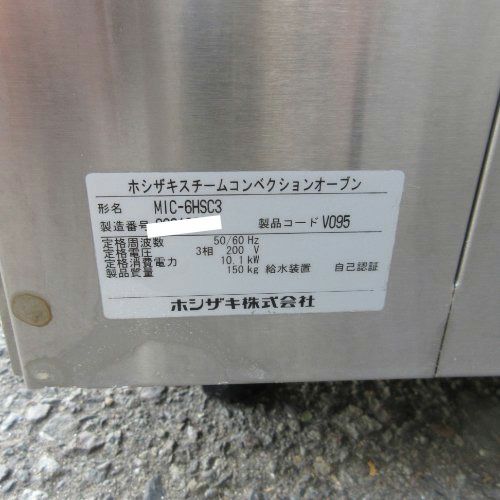 ホシザキスチームコンベクションオーブン
形名 MIC-6HSC3
製造番号 製品コード V095
定格周波数 50/60 Hz
定格電圧 3相 200 V
定格消費電力 10.1 kW
製品質量 150 kg 給水装置 自己認証
ホシザキ株式会社